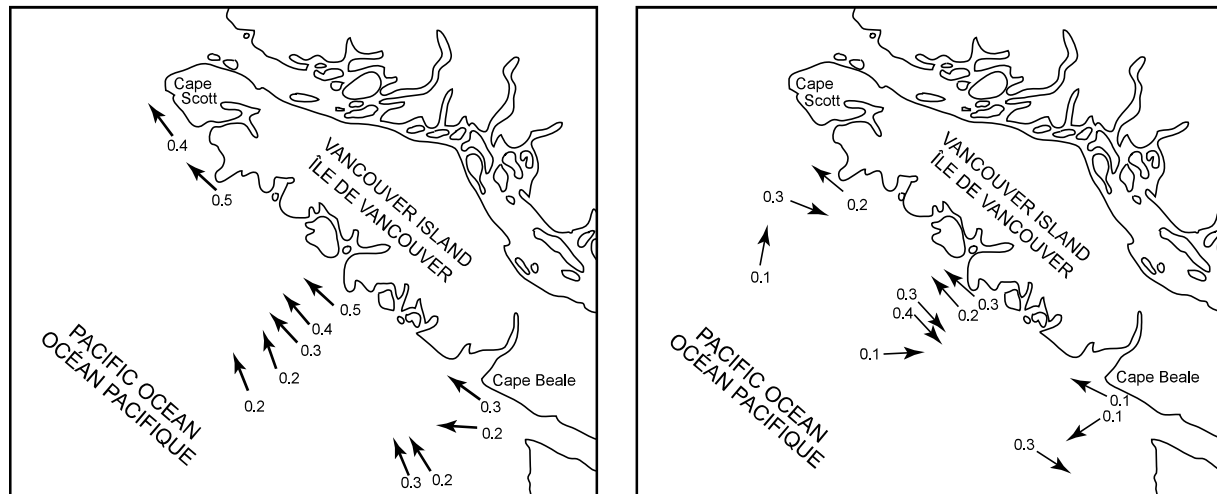 Cape
Scott
0.4
0.5
VANCOUVER ISLAND
ÎLE DE VANCOUVER
0.5
0.4
0.3
0.2
0.2
PACIFIC OCEAN
OCÉAN PACIFIQUE
Cape Beale
0.3
0.2
0.2
0.3
Cape
Scott
0.3
0.2
VANCOUVER ISLAND
ÎLE DE VANCOUVER
0.1
0.3
0.3
0.4
0.2
0.1
PACIFIC OCEAN
OCÉAN PACIFIQUE
Cape Beale
0.1
0.1
0.3